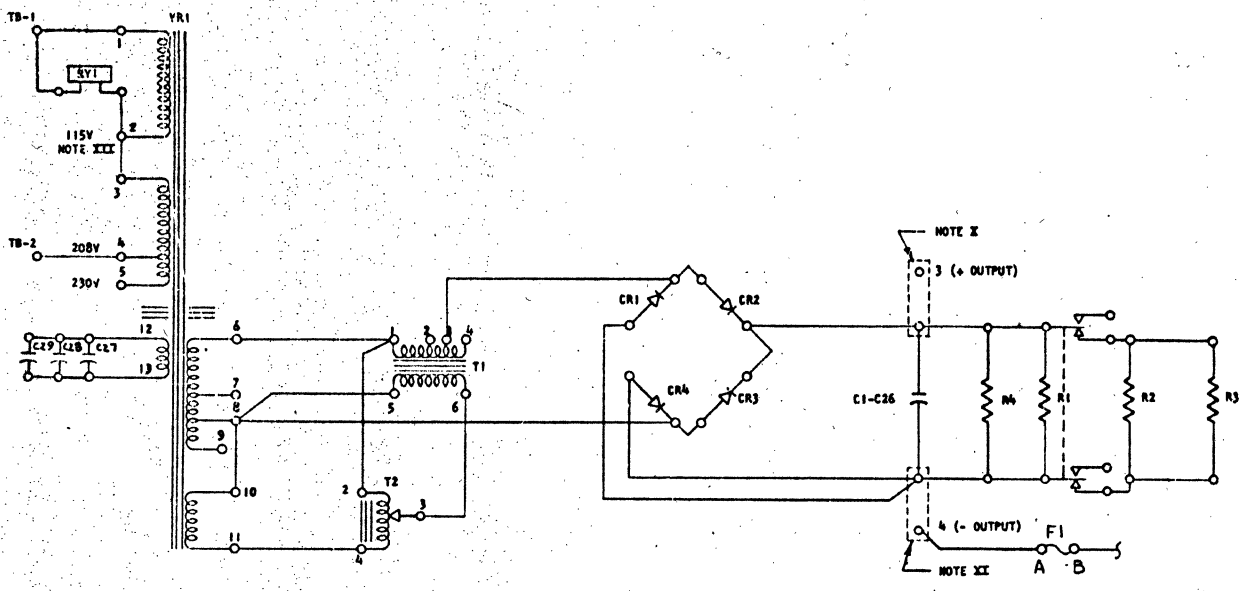 TB-1
YR1
1
RY1
2
115V
NOTE XII
3
TB-2
208V
4
5
230V
12
C29
C28
C27
13
6
7
8
9
10
11
1
2
3
4
T1
5
6
T2
2
3
4
CR1
CR2
CR4
CR3
NOTE X
3 (+ OUTPUT)
C1-C26
R4
R1
R2
R3
4 (- OUTPUT)
F1
A
B
NOTE XI